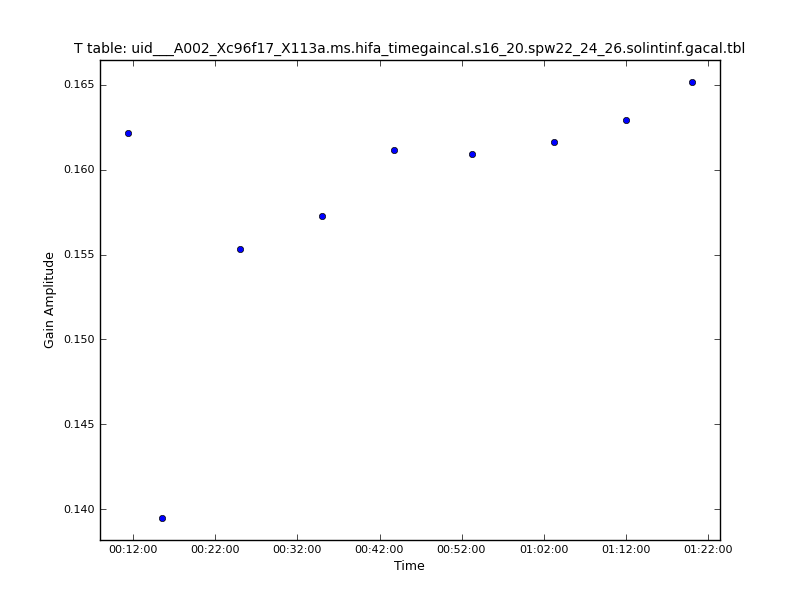 T table: uid___A002_Xc96f17_X113a.ms.hifa_timegaincal.s16_20.spw22_24_26.solintinf.gacal.tbl
0.165
0.160
0.155
0.150
0.145
0.140
Gain Amplitude
00:12:00 00:22:00 00:32:00 00:42:00 00:52:00 01:02:00 01:12:00 01:22:00
Time